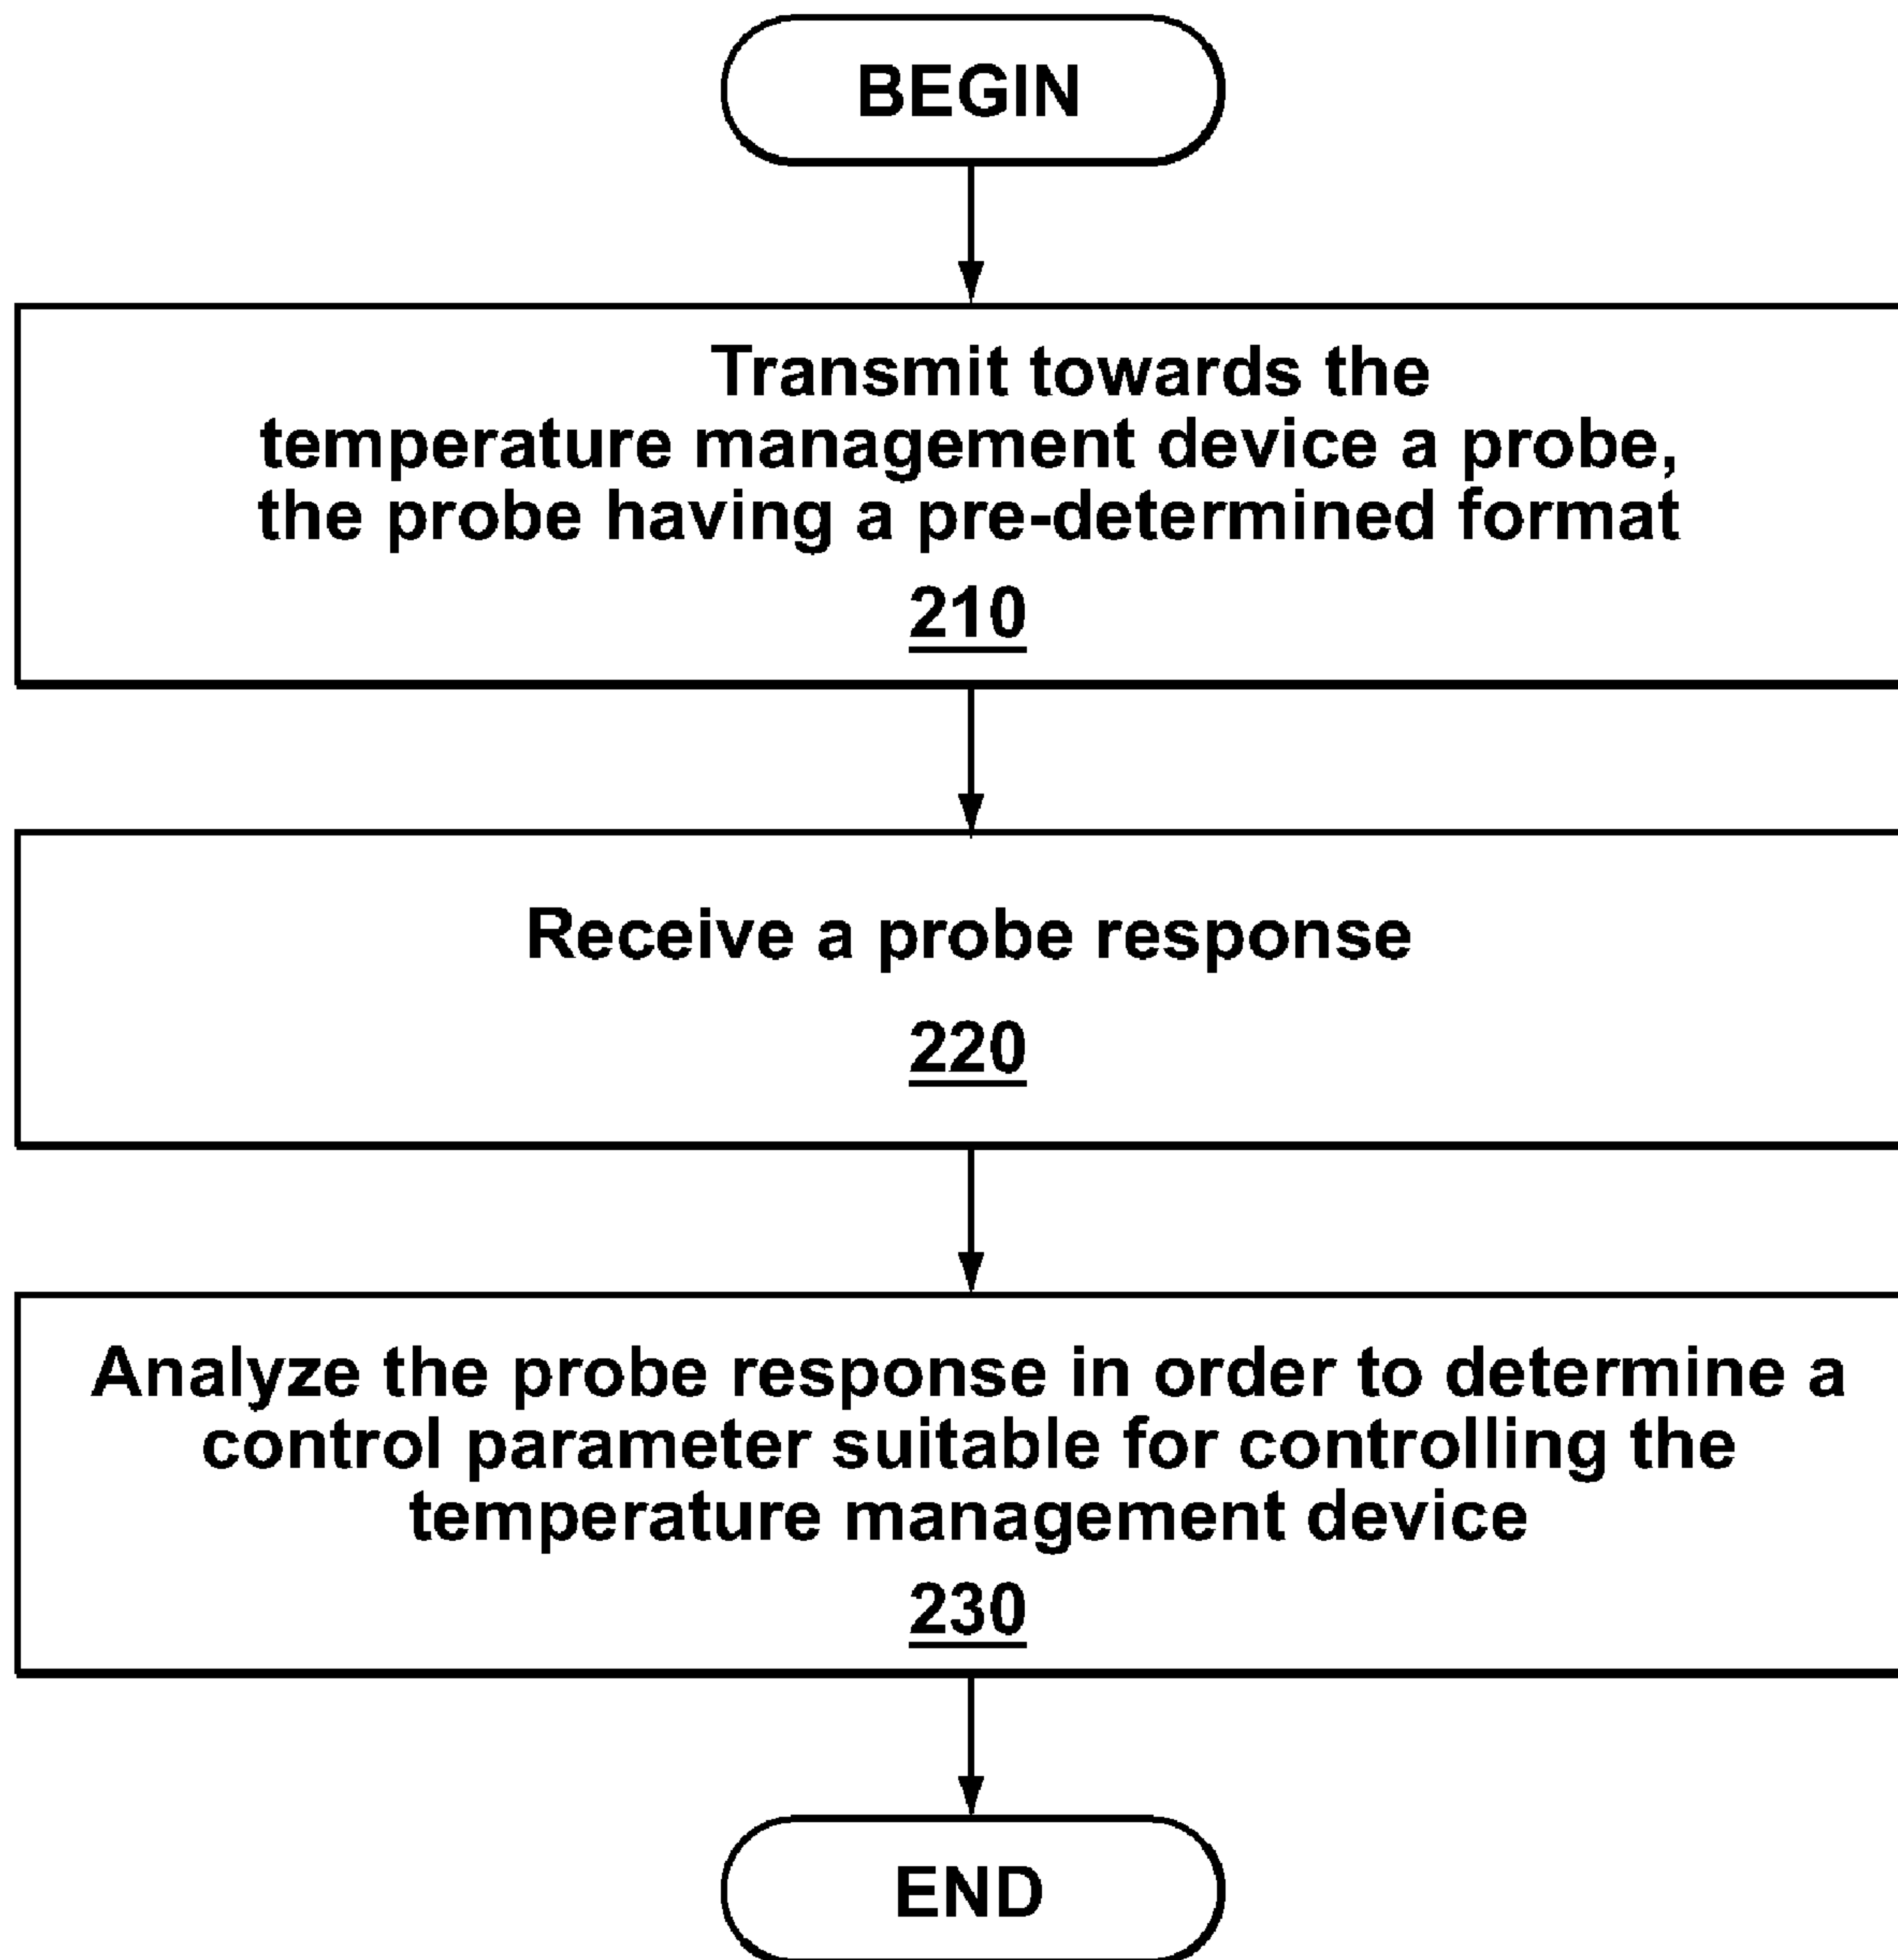 BEGIN
Transmit towards the
temperature management device a probe,
the probe having a pre-determined format
210
Receive a probe response
220
Analyze the probe response in order to determine a
control parameter suitable for controlling the
temperature management device
230
END